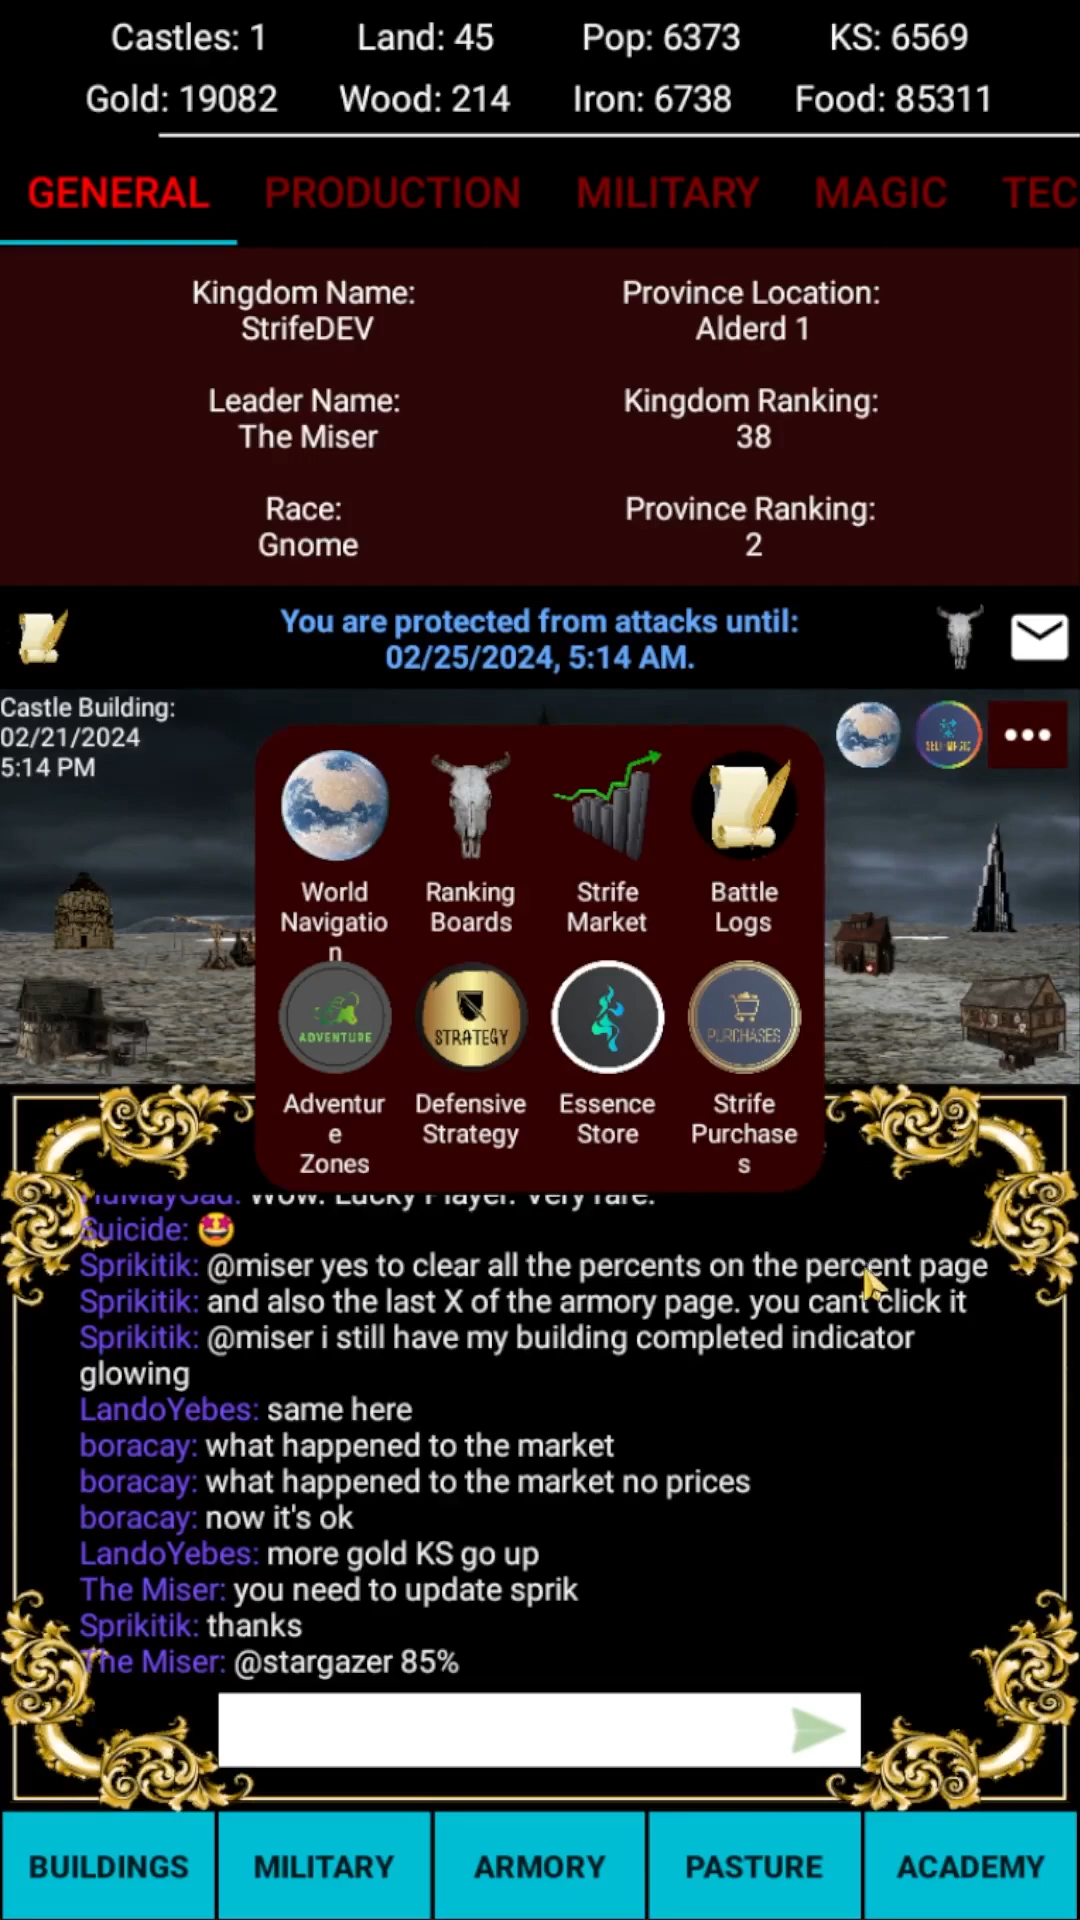 Castles: 1 Land: 45 Pop: 6373 KS: 6569
Gold: 19082 Wood: 214 Iron: 6738 Food: 85311
GENERAL PRODUCTION MILITARY MAGIC TEC
Kingdom Name:
StrifeDEV
Province Location:
Alderd 1
Leader Name:
The Miser
Kingdom Ranking:
38
Race:
Gnome
Province Ranking:
2
You are protected from attacks until:
02/25/2024, 5:14 AM.
Castle Building:
02/21/2024
5:14 PM
World
Navigatio
n
Ranking
Boards
Strife
Market
Battle
Logs
ADVENTURE
STRATEGY
PURCHASES
Adventur
e
Zones
Defensive
Strategy
Essence
Store
Strife
Purchase
s
Wow. Lucky Player. Very rare.
Suicide: 🤩
Sprikitik: @miser yes to clear all the percents on the percent page
Sprikitik: and also the last X of the armory page. you cant click it
Sprikitik: @miser i still have my building completed indicator
glowing
LandoYebes: same here
boracay: what happened to the market
boracay: what happened to the market no prices
boracay: now it's ok
LandoYebes: more gold KS go up
The Miser: you need to update sprik
Sprikitik: thanks
The Miser: @stargazer 85%
BUILDINGS MILITARY ARMORY PASTURE ACADEMY